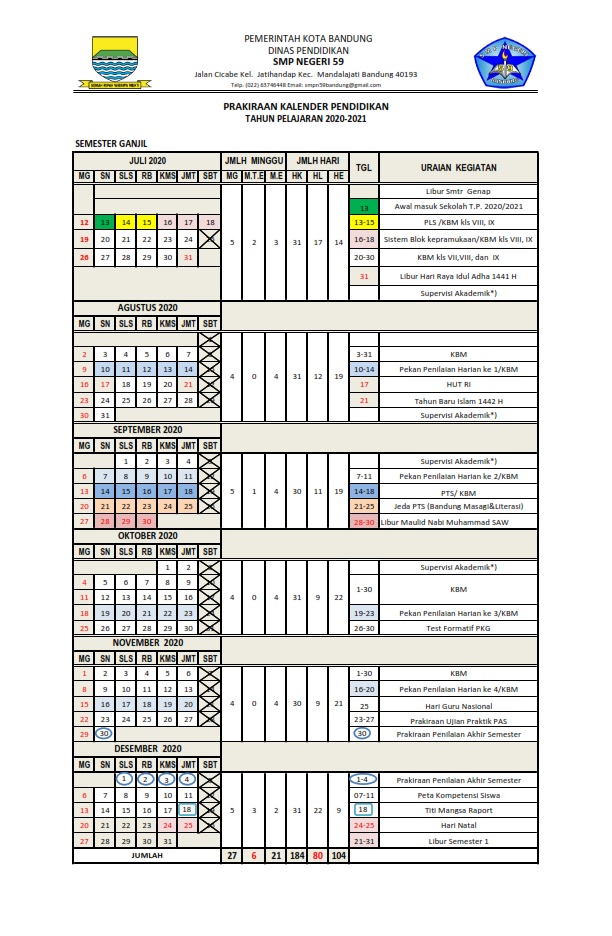 PEMERINTAH KOTA BANDUNG
DINAS PENDIDIKAN
SMP NEGERI 59
Jalan Cicabe Kel. Jatihandap Kec. Mandalajati Bandung 40193
Telp. (022) 63746448 Email: smpn59bandung@gmail.com
PRAKIRAAN KALENDER PENDIDIKAN
TAHUN PELAJARAN 2020-2021
SEMESTER GANJIL
JULI 2020 JMLH MINGGU JMLH HARI TGL URAIAN KEGIATAN
MG SN SLS RB KMS JMT SBT MG M.T.E M.E HK HL HE
Libur Smtr Genap
13 Awal masuk Sekolah T.P. 2020/2021
12 13 14 15 16 17 18 13-15 PLS /KBM kls VIII, IX
19 20 21 22 23 24 5 2 3 31 17 14 16-18 Sistem Blok kepramukaan/KBM kls VIII, IX
26 27 28 29 30 31 20-30 KBM kls VII,VIII, dan IX
31 Libur Hari Raya Idul Adha 1441 H
Supervisi Akademik*)
AGUSTUS 2020
MG SN SLS RB KMS JMT SBT
2 3 4 5 6 7 3-31 KBM
9 10 11 12 13 14 4 0 4 31 12 19 10-14 Pekan Penilaian Harian ke 1/KBM
16 17 18 19 20 21 17 HUT RI
23 24 25 26 27 28 21 Tahun Baru Islam 1442 H
30 31 Supervisi Akademik*)
SEPTEMBER 2020
MG SN SLS RB KMS JMT SBT
1 2 3 4 Supervisi Akademik*)
6 7 8 9 10 11 7-11 Pekan Penilaian Harian ke 2/KBM
13 14 15 16 17 18 5 1 4 30 11 19 14-18 PTS/ KBM
20 21 22 23 24 25 21-25 Jeda PTS (Bandung Masagi&Literasi)
27 28 29 30 28-30 Libur Maulid Nabi Muhammad SAW
OKTOBER 2020
MG SN SLS RB KMS JMT SBT
1 2 Supervisi Akademik*)
4 5 6 7 8 9 1-30 KBM
11 12 13 14 15 16 4 0 4 31 9 22
18 19 20 21 22 23 19-23 Pekan Penilaian Harian ke 3/KBM
25 26 27 28 29 30 26-30 Test Formatif PKG
NOVEMBER 2020
MG SN SLS RB KMS JMT SBT
1 2 3 4 5 6 1-30 KBM
8 9 10 11 12 13 16-20 Pekan Penilaian Harian ke 4/KBM
15 16 17 18 19 20 4 0 4 30 9 21 25 Hari Guru Nasional
22 23 24 25 26 27 23-27 Prakiraan Ujian Praktik PAS
29 30 30 Prakiraan Penilaian Akhir Semester
DESEMBER 2020
MG SN SLS RB KMS JMT SBT
1 2 3 4 1-4 Prakiraan Penilaian Akhir Semester
6 7 8 9 10 11 07-11 Peta Kompetensi Siswa
13 14 15 16 17 18 5 3 2 31 22 9 18 Titi Mangsa Raport
20 21 22 23 24 25 24-25 Hari Natal
27 28 29 30 31 21-31 Libur Semester 1
JUMLAH 27 6 21 184 80 104